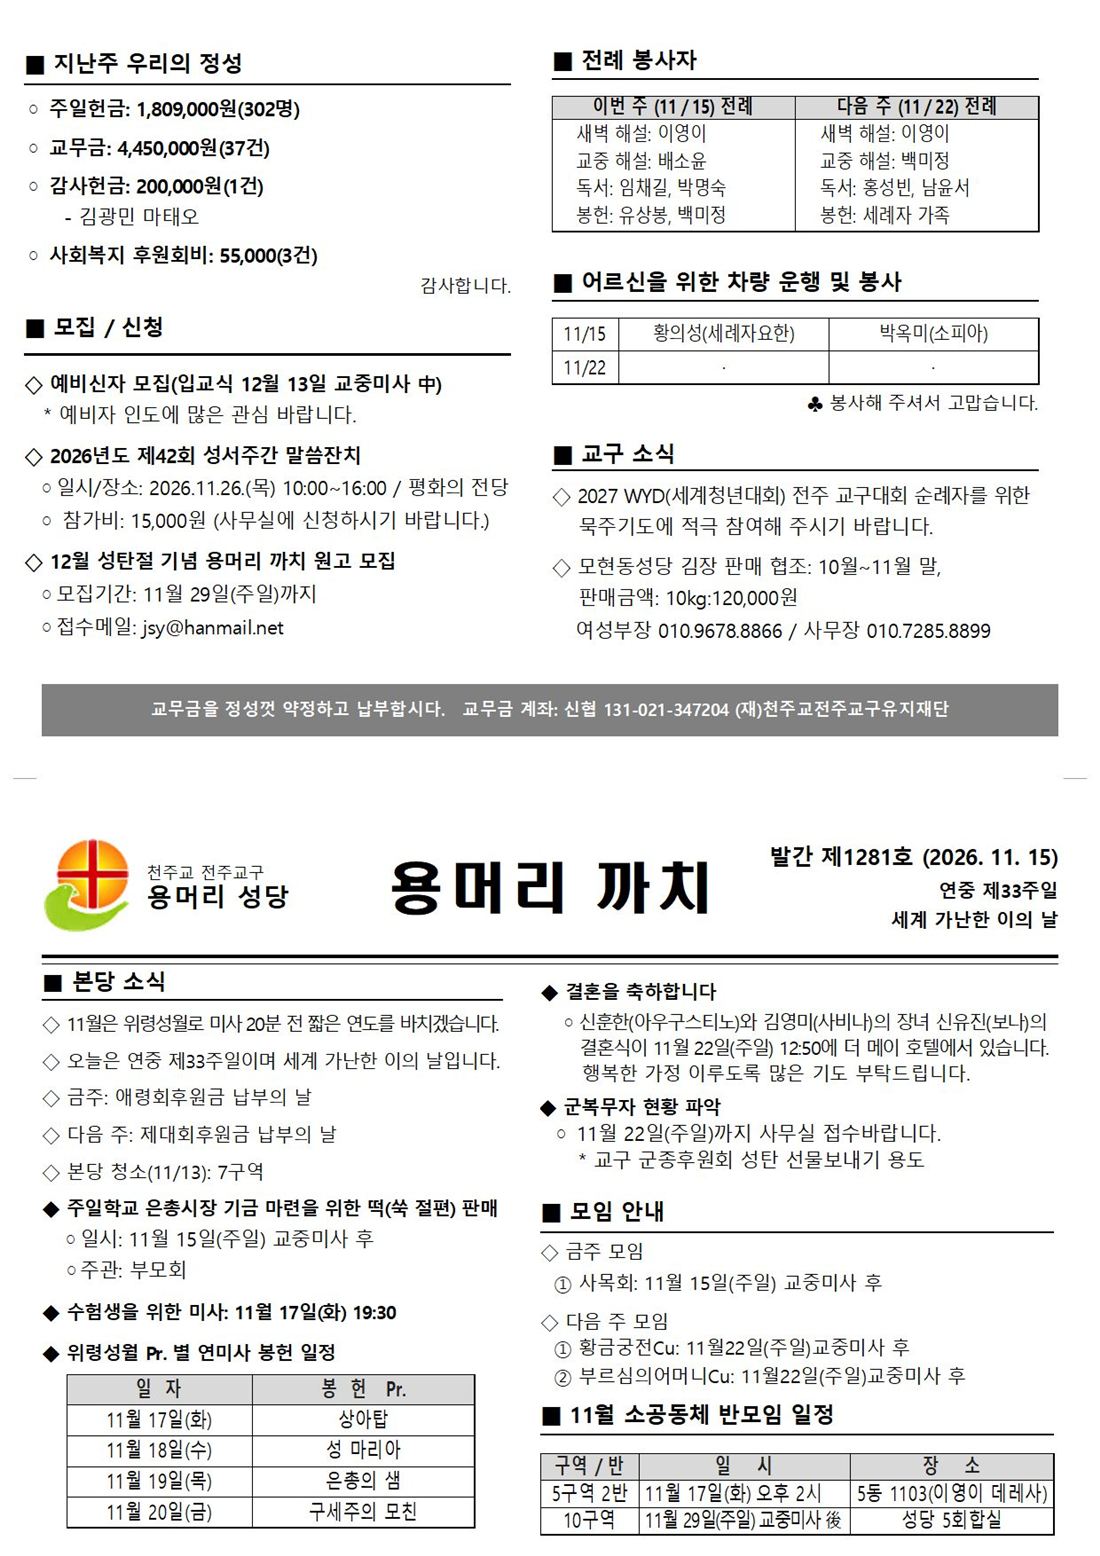 ■ 지난주 우리의 정성
○ 주일헌금: 1,809,000원(302명)
○ 교무금: 4,450,000원(37건)
○ 감사헌금: 200,000원(1건)
- 김광민 마태오
○ 사회복지 후원회비: 55,000(3건)
감사합니다.
■ 모집 / 신청
◇ 예비신자 모집(입교식 12월 13일 교중미사 中)
* 예비자 인도에 많은 관심 바랍니다.
◇ 2026년도 제42회 성서주간 말씀잔치
○ 일시/장소: 2026.11.26.(목) 10:00~16:00 / 평화의 전당
○ 참가비: 15,000원 (사무실에 신청하시기 바랍니다.)
◇ 12월 성탄절 기념 용머리 까치 원고 모집
○ 모집기간: 11월 29일(주일)까지
○ 접수메일: jsy@hanmail.net
■ 전례 봉사자
이번 주 (11 / 15) 전례 다음 주 (11 / 22) 전례
새벽 해설: 이영이 새벽 해설: 이영이
교중 해설: 배소윤 교중 해설: 백미정
독서: 임채길, 박명숙 독서: 홍성빈, 남윤서
봉헌: 유상봉, 백미정 봉헌: 세례자 가족
■ 어르신을 위한 차량 운행 및 봉사
11/15 황의성(세례자요한) 박옥미(소피아)
11/22 . .
♣ 봉사해 주셔서 고맙습니다.
■ 교구 소식
◇ 2027 WYD(세계청년대회) 전주 교구대회 순례자를 위한
묵주기도에 적극 참여해 주시기 바랍니다.
◇ 모현동성당 김장 판매 협조: 10월~11월 말,
판매금액: 10kg:120,000원
여성부장 010.9678.8866 / 사무장 010.7285.8899
교무금을 정성껏 약정하고 납부합시다. 교무금 계좌: 신협 131-021-347204 (재)천주교전주교구유지재단
천주교 전주교구
용머리 성당
용머리 까치
발간 제1281호 (2026. 11. 15)
연중 제33주일
세계 가난한 이의 날
■ 본당 소식
◇ 11월은 위령성월로 미사 20분 전 짧은 연도를 바치겠습니다.
◇ 오늘은 연중 제33주일이며 세계 가난한 이의 날입니다.
◇ 금주: 애령회후원금 납부의 날
◇ 다음 주: 제대회후원금 납부의 날
◇ 본당 청소(11/13): 7구역
◆ 주일학교 은총시장 기금 마련을 위한 떡(쑥 절편) 판매
○ 일시: 11월 15일(주일) 교중미사 후
○ 주관: 부모회
◆ 수험생을 위한 미사: 11월 17일(화) 19:30
◆ 위령성월 Pr. 별 연미사 봉헌 일정
일 자 봉 헌 Pr.
11월 17일(화) 상아탑
11월 18일(수) 성 마리아
11월 19일(목) 은총의 샘
11월 20일(금) 구세주의 모친
◆ 결혼을 축하합니다
○ 신훈한(아우구스티노)와 김영미(사비나)의 장녀 신유진(보나)의
결혼식이 11월 22일(주일) 12:50에 더 메이 호텔에서 있습니다.
행복한 가정 이루도록 많은 기도 부탁드립니다.
◆ 군복무자 현황 파악
○ 11월 22일(주일)까지 사무실 접수바랍니다.
* 교구 군종후원회 성탄 선물보내기 용도
■ 모임 안내
◇ 금주 모임
① 사목회: 11월 15일(주일) 교중미사 후
◇ 다음 주 모임
① 황금궁전Cu: 11월22일(주일)교중미사 후
② 부르심의어머니Cu: 11월22일(주일)교중미사 후
■ 11월 소공동체 반모임 일정
구역 / 반 일 시 장 소
5구역 2반 11월 17일(화) 오후 2시 5동 1103(이영이 데레사)
10구역 11월 29일(주일) 교중미사 後 성당 5회합실